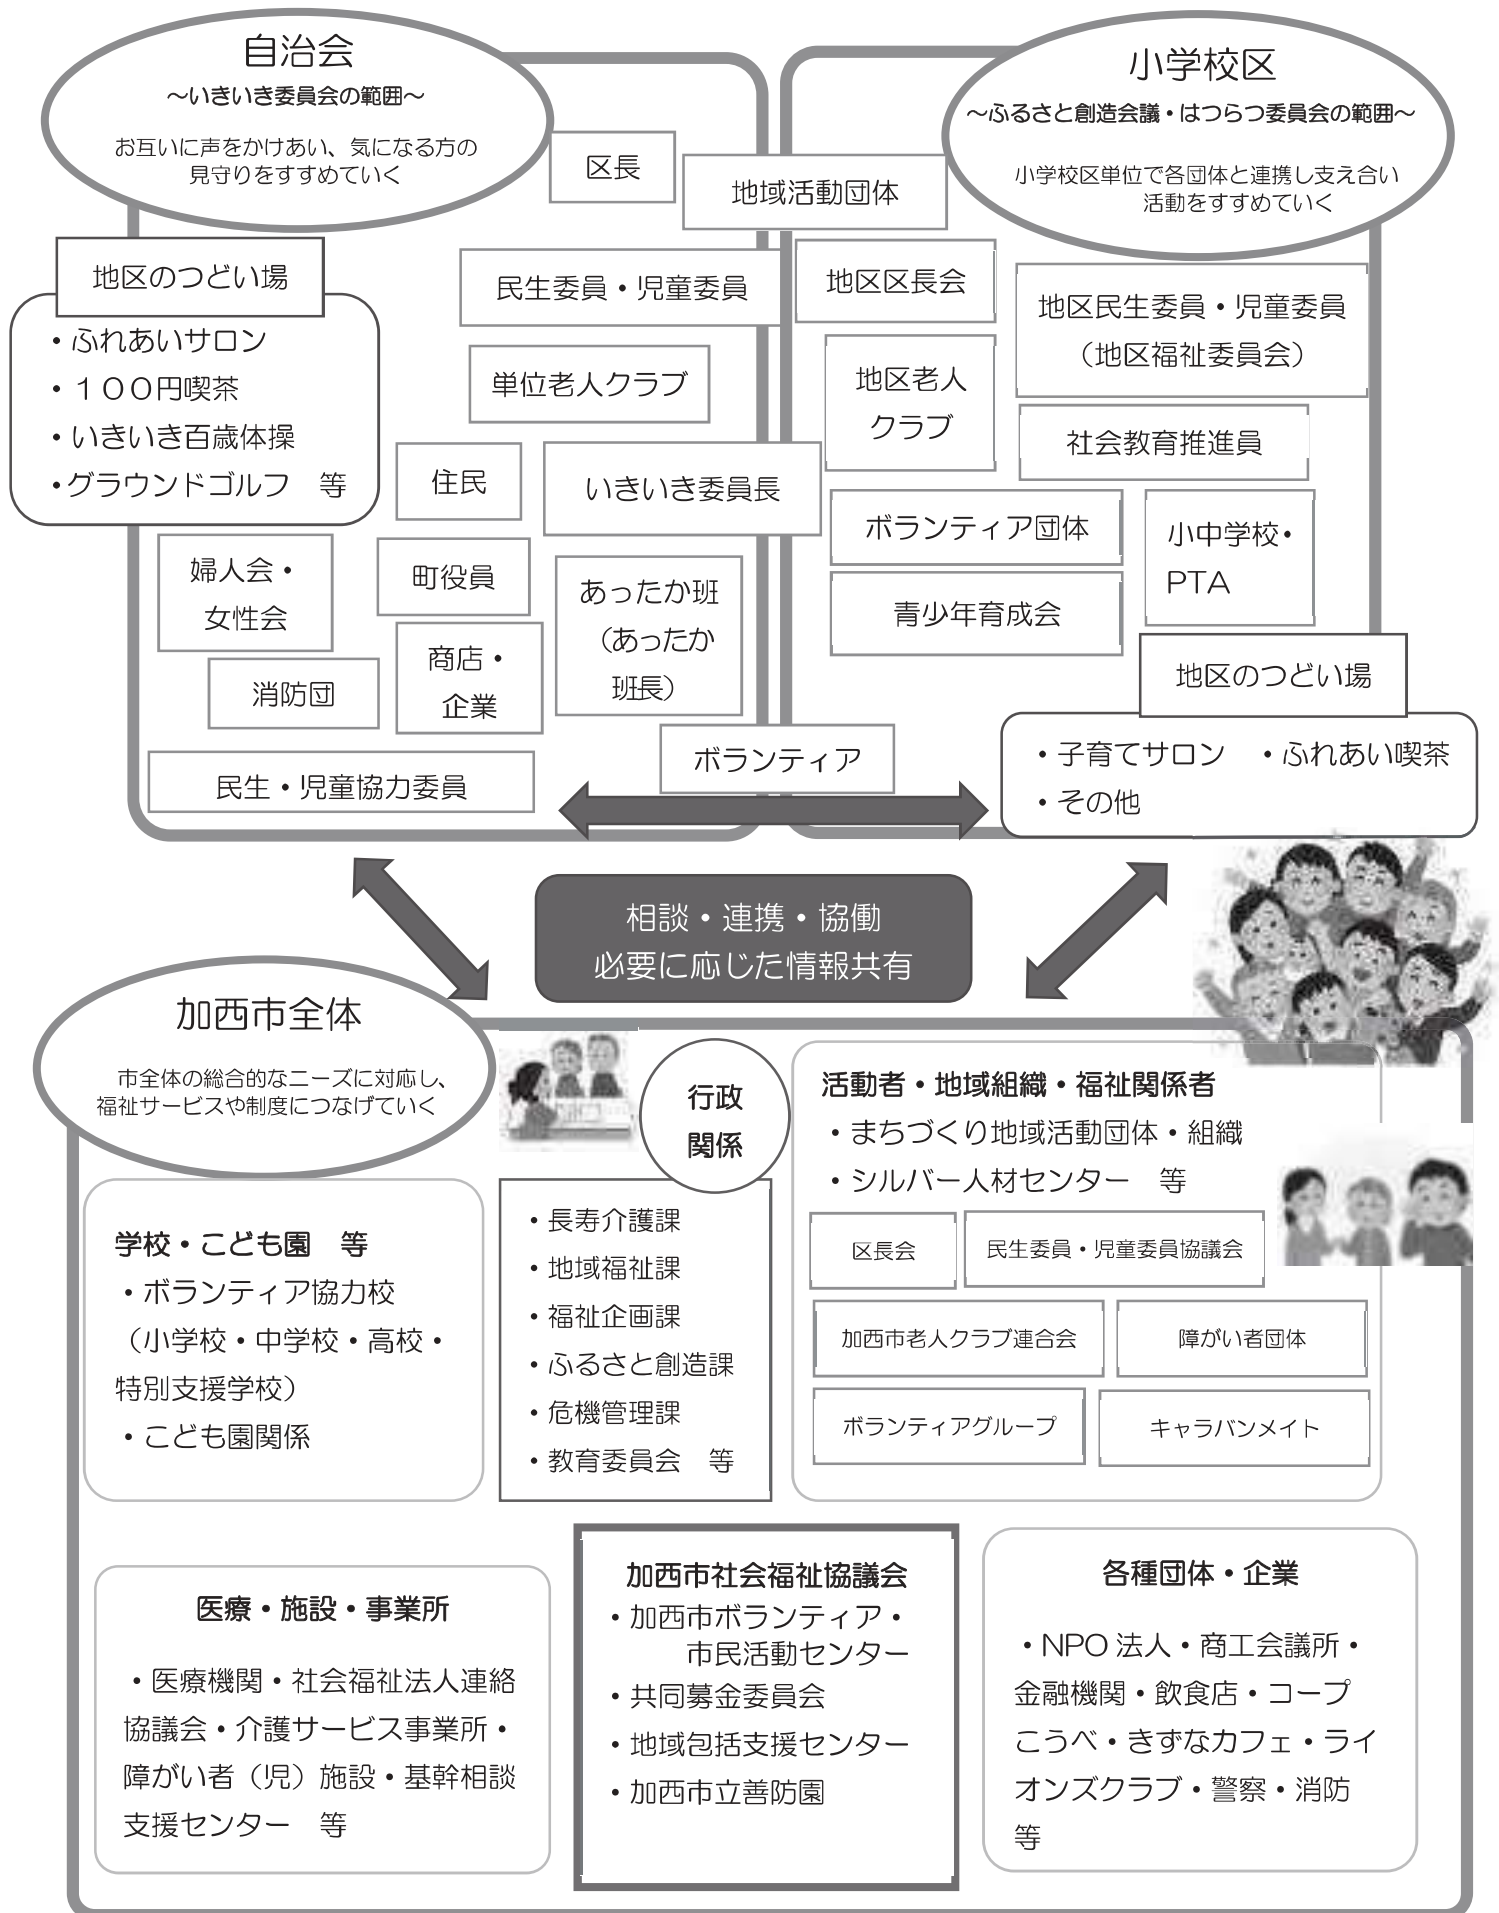 自治会
～いきいき委員会の範囲～
お互いに声をかけあい、気になる方の
見守りをすすめていく
小学校区
～ふるさと創造会議・はつらつ委員会の範囲～
小学校区単位で各団体と連携し支え合い
活動をすすめていく
区長
地域活動団体
地区のつどい場
・ふれあいサロン
・１００円喫茶
・いきいき百歳体操
・グラウンドゴルフ　等
民生委員・児童委員
単位老人クラブ
住民
いきいき委員長
婦人会・
女性会
町役員
あったか班
（あったか
班長）
消防団
商店・
企業
民生・児童協力委員
ボランティア
地区区長会
地区民生委員・児童委員
（地区福祉委員会）
地区老人
クラブ
社会教育推進員
ボランティア団体
小中学校・
PTA
青少年育成会
地区のつどい場
・子育てサロン　・ふれあい喫茶
・その他
相談・連携・協働
必要に応じた情報共有
加西市全体
市全体の総合的なニーズに対応し、
福祉サービスや制度につなげていく
学校・こども園　等
・ボランティア協力校
（小学校・中学校・高校・
特別支援学校）
・こども園関係
行政
関係
・長寿介護課
・地域福祉課
・福祉企画課
・ふるさと創造課
・危機管理課
・教育委員会　等
活動者・地域組織・福祉関係者
・まちづくり地域活動団体・組織
・シルバー人材センター　等
区長会
民生委員・児童委員協議会
加西市老人クラブ連合会
障がい者団体
ボランティアグループ
キャラバンメイト
医療・施設・事業所
・医療機関・社会福祉法人連絡
協議会・介護サービス事業所・
障がい者（児）施設・基幹相談
支援センター　等
加西市社会福祉協議会
・加西市ボランティア・
市民活動センター
・共同募金委員会
・地域包括支援センター
・加西市立善防園
各種団体・企業
・NPO 法人・商工会議所・
金融機関・飲食店・コープ
こうべ・きずなカフェ・ライ
オンズクラブ・警察・消防
等